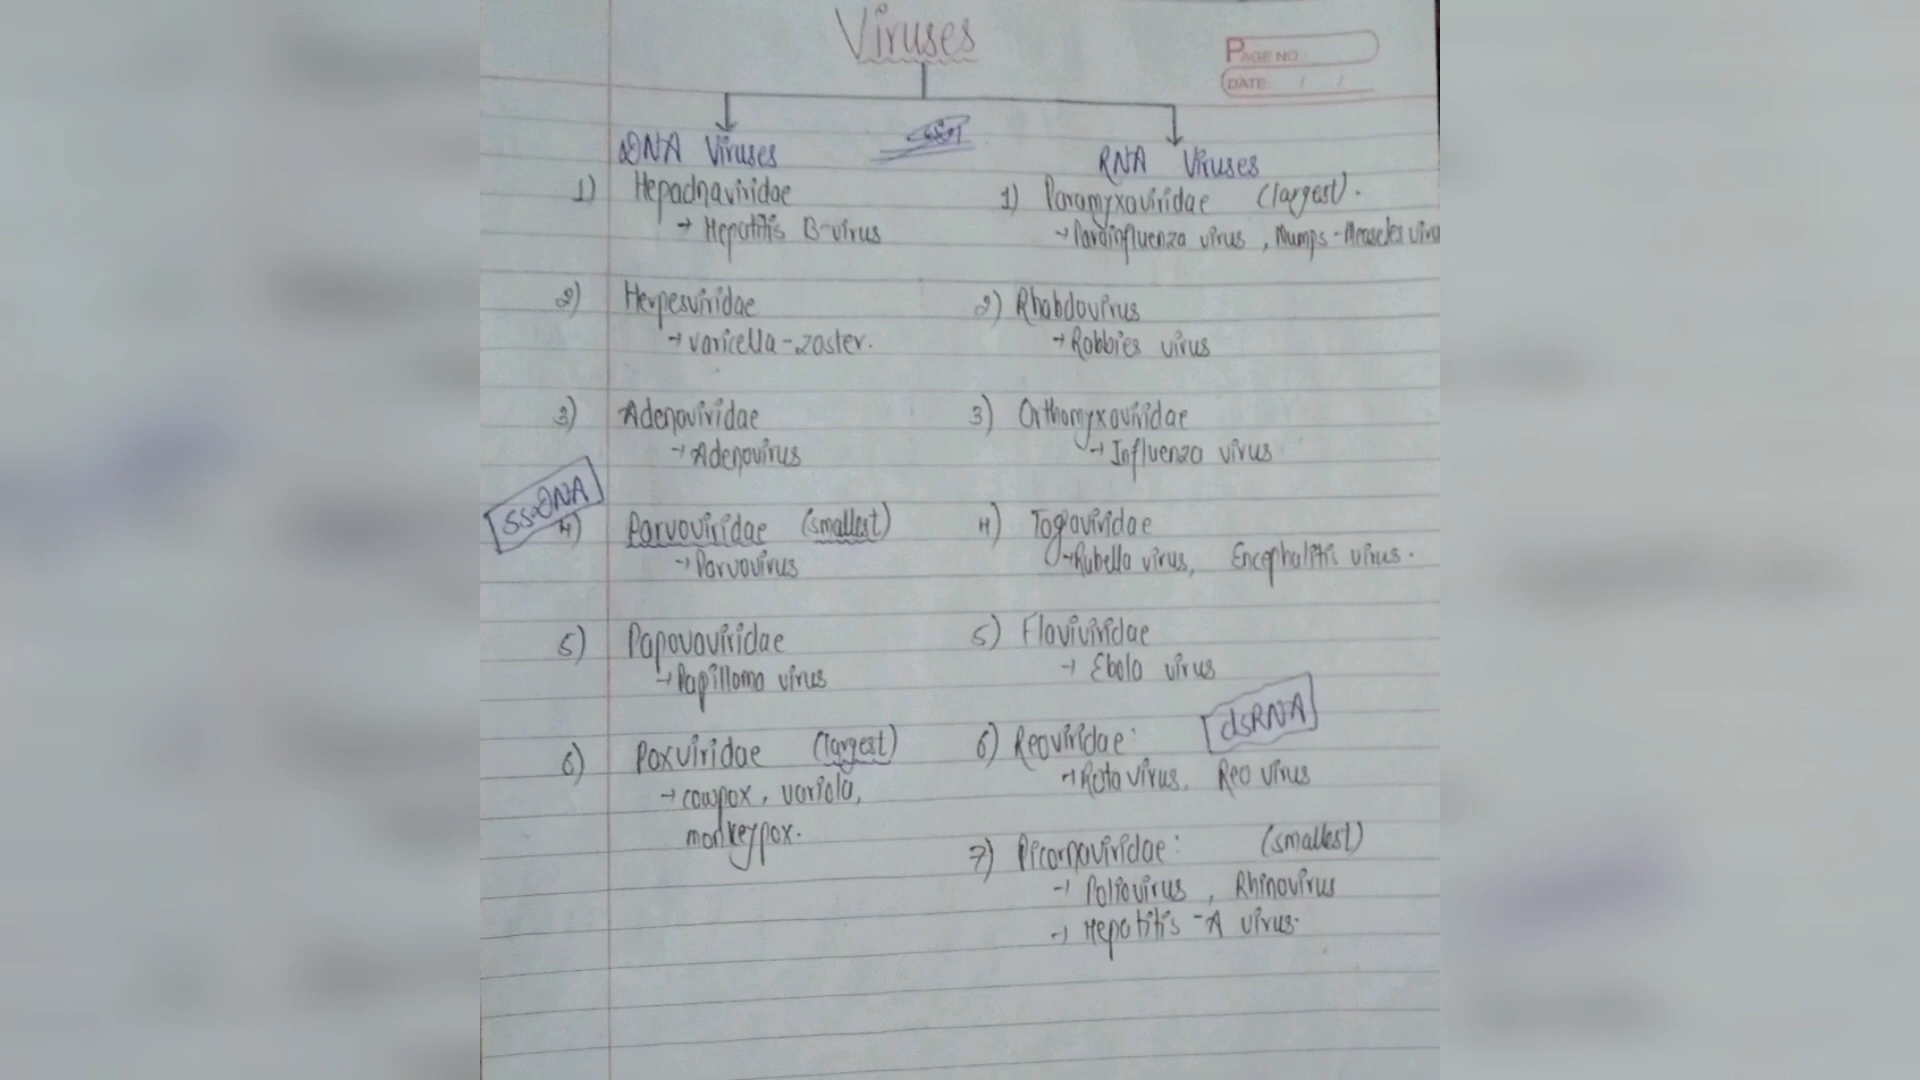 Viruses
PAGE NO:
DATE: / /
DNA Viruses
1) Hepadnaviridae
→ Hepatitis B-virus
2) Herpesviridae
→ varicella-zoster.
3) Adenoviridae
→ Adenovirus
ssDNA
4) Parvoviridae (smallest)
→ Parvovirus
5) Papovaviridae
→ Papilloma virus
6) Poxviridae (largest)
→ cowpox, variola,
monkeypox.
RNA Viruses
1) Paramyxoviridae (largest).
→ Parainfluenza virus, Mumps-Measles
2) Rhabdovirus
→ Rabbies virus
3) Orthomyxoviridae
→ Influenza virus
4) Togaviridae
→ Rubella virus, virus.
5) Flaviviridae
→ Ebola virus
6) Reoviridae:
dsRNA
→ Rota virus, Reo virus
7) Picornaviridae: (smallest)
→ Poliovirus, Rhinovirus
→ Hepatitis -A virus.